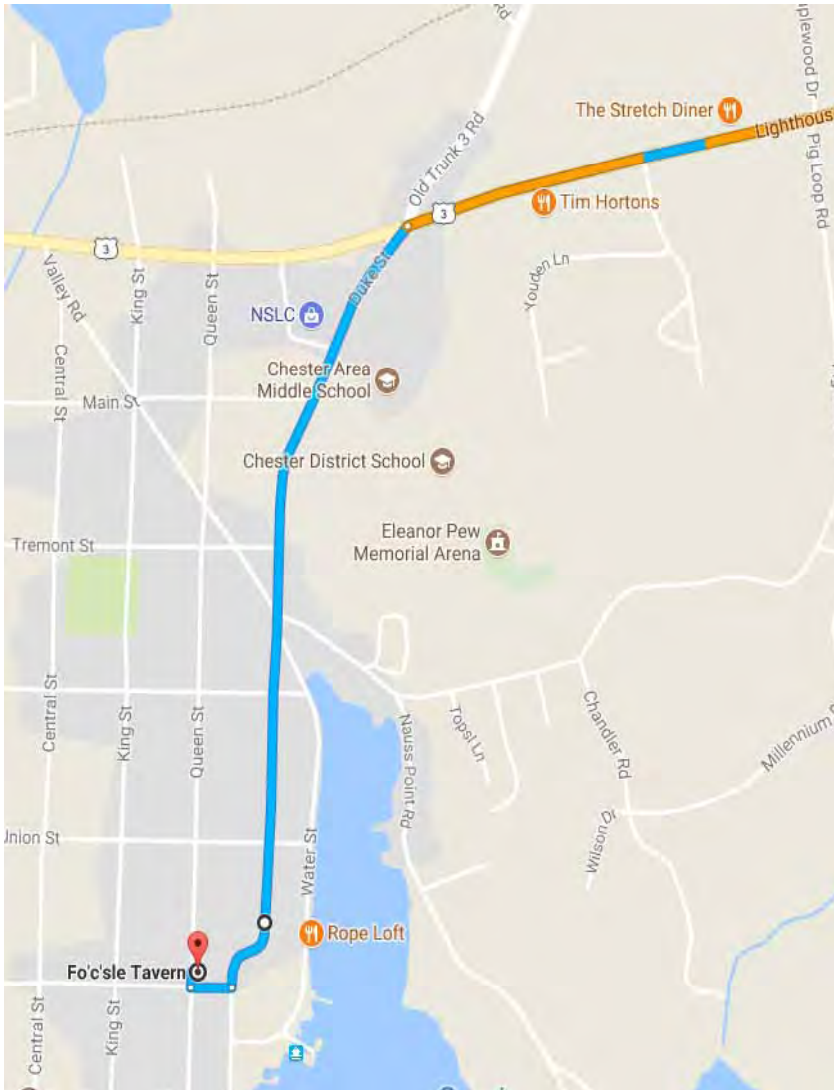 Rd
plewood Dr
The Stretch Diner
Lighthous
Old Trunk 3 Rd
Pig Loop Rd
Tim Hortons
3
3
Valley Rd
King St
Queen St
Duke St
Youden Ln
NSLC
Central St
Chester Area
Middle School
Main St
Chester District School
Eleanor Pew
Memorial Arena
Tremont St
Central St
King St
Queen St
Nauss Point Rd
Topsl Ln
Chandler Rd
Millennium
Union St
Water St
Wilson Dr
Rope Loft
Fo'c'sle Tavern
Central St
King St